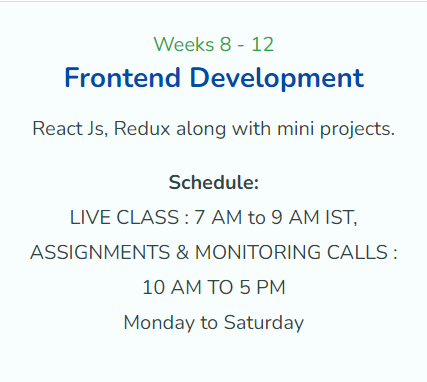 Weeks 8 - 12
Frontend Development
React Js, Redux along with mini projects.
Schedule:
LIVE CLASS : 7 AM to 9 AM IST,
ASSIGNMENTS & MONITORING CALLS :
10 AM TO 5 PM
Monday to Saturday